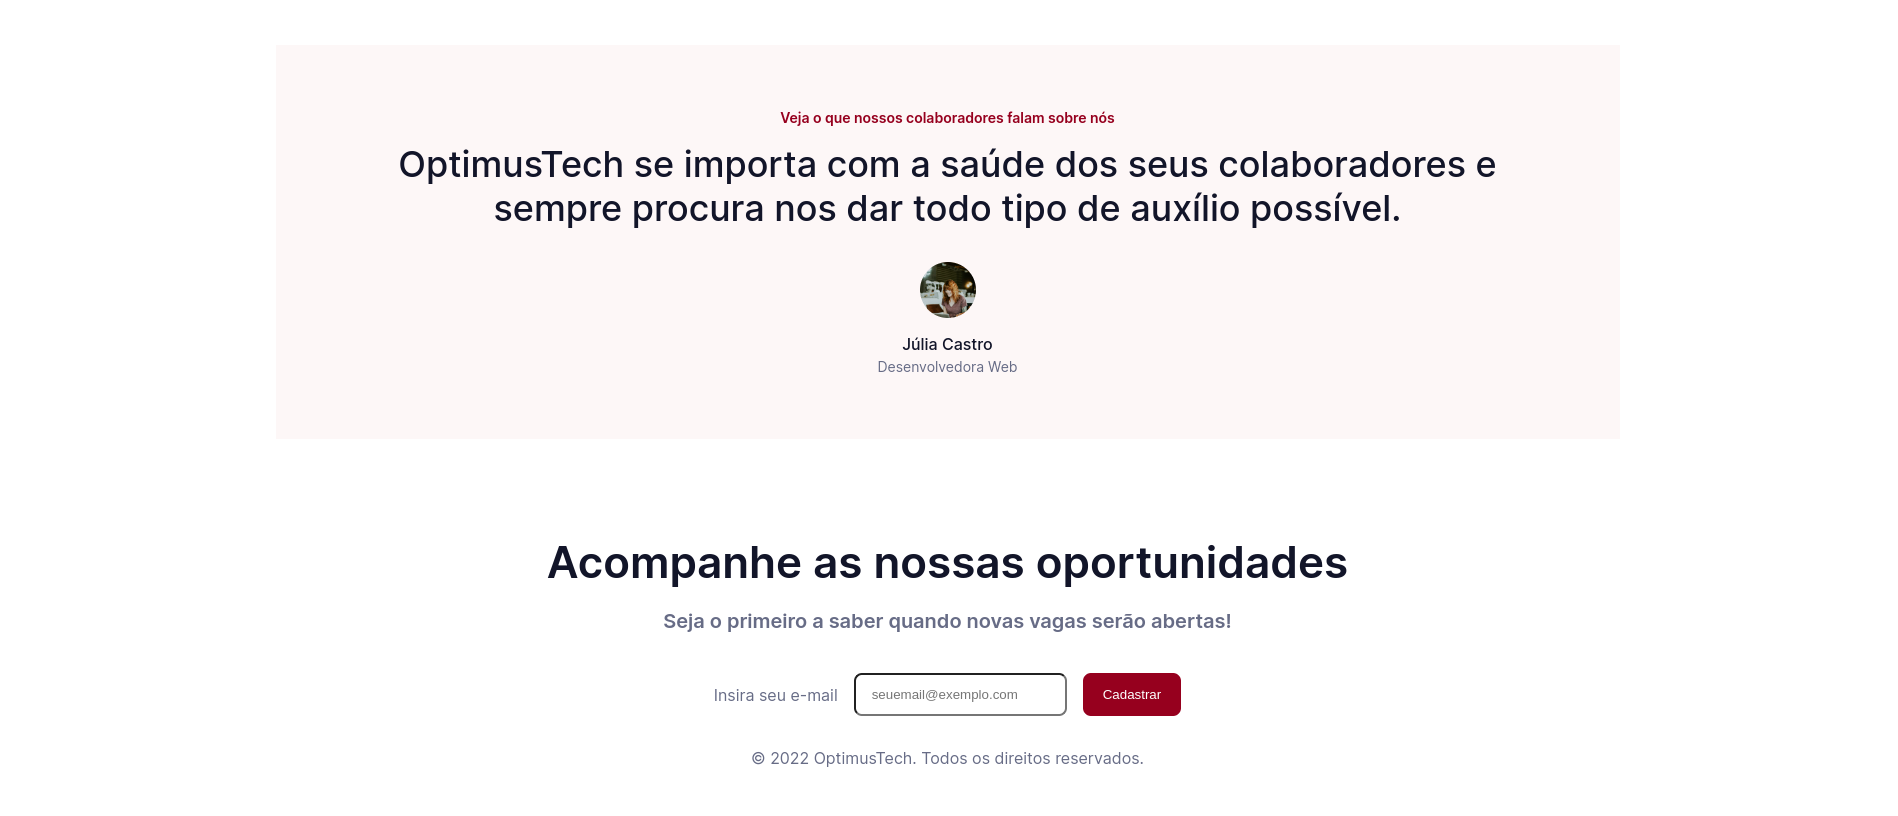 Veja o que nossos colaboradores falam sobre nós
OptimusTech se importa com a saúde dos seus colaboradores e
sempre procura nos dar todo tipo de auxílio possível.
Júlia Castro
Desenvolvedora Web
Acompanhe as nossas oportunidades
Seja o primeiro a saber quando novas vagas serão abertas!
Insira seu e-mail seuemail@exemplo.com Cadastrar
© 2022 OptimusTech. Todos os direitos reservados.